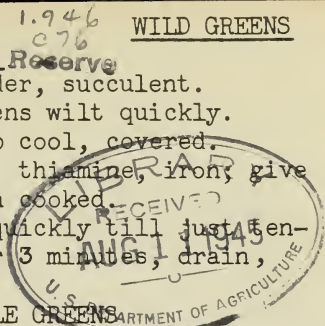 1.946
C76
WILD GREENS
Reserve
der, succulent.
ens wilt quickly.
o cool, covered.
thiamine, iron; give
cooked.
quickly till just ten-
3 minutes, drain,
LIBRARY
RECEIVED
AUG 1 1945
U. S. DEPARTMENT OF AGRICULTURE
LE GREENS